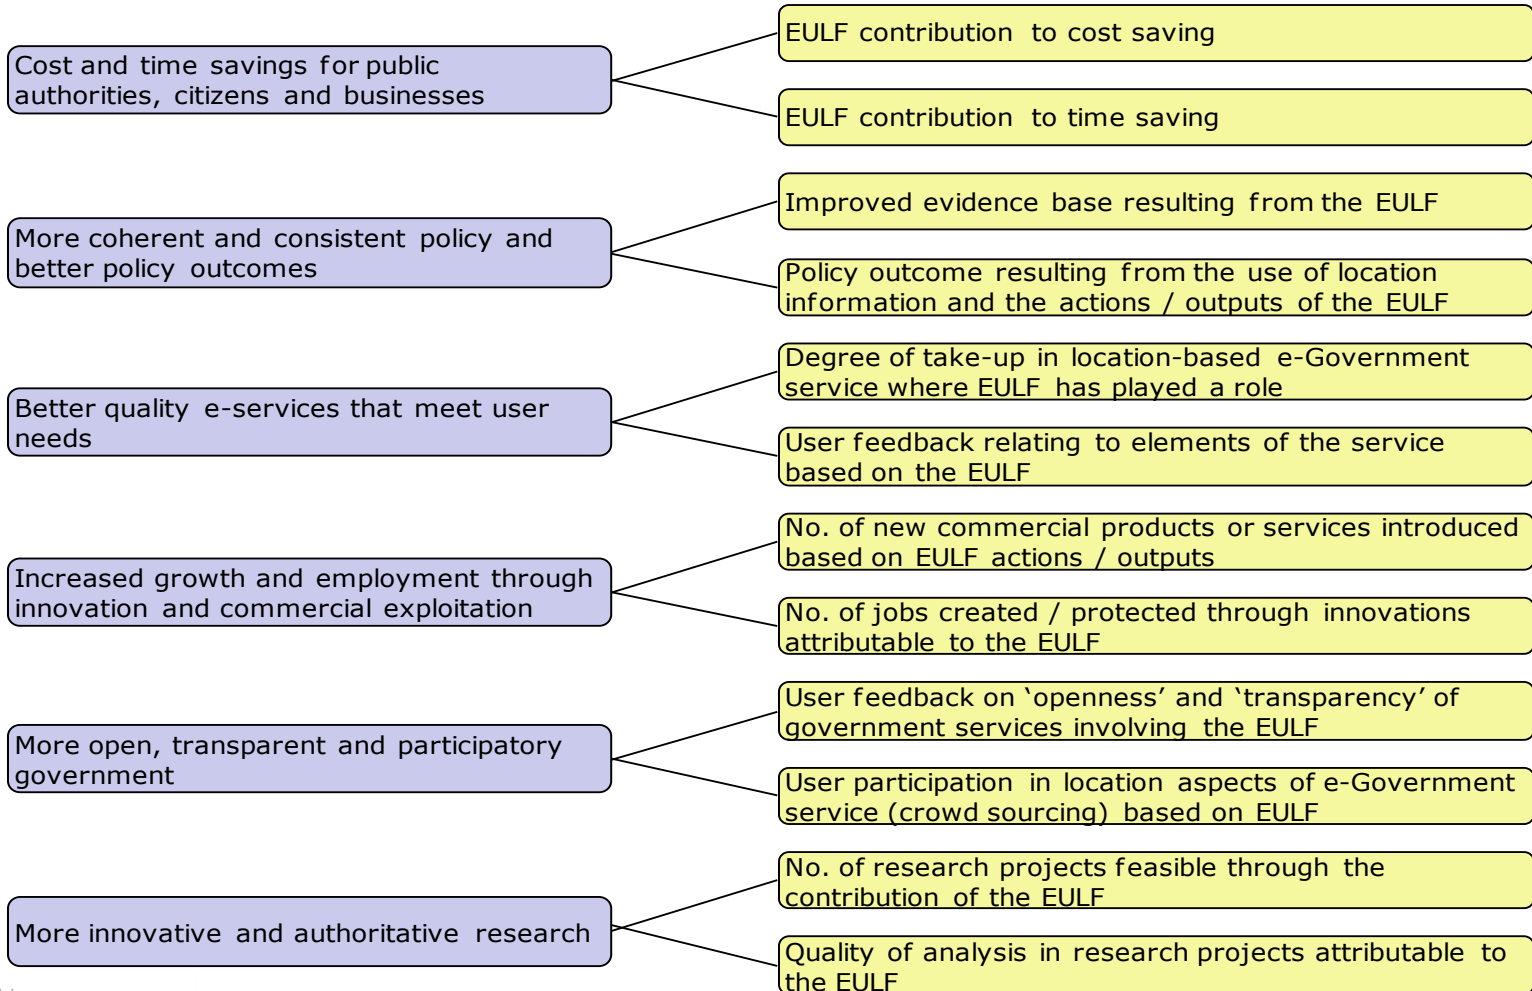 Cost and time savings for public
authorities, citizens and businesses
EULF contribution to cost saving
EULF contribution to time saving
More coherent and consistent policy and
better policy outcomes
Improved evidence base resulting from the EULF
Policy outcome resulting from the use of location
information and the actions / outputs of the EULF
Better quality e-services that meet user
needs
Degree of take-up in location-based e-Government
service where EULF has played a role
User feedback relating to elements of the service
based on the EULF
Increased growth and employment through
innovation and commercial exploitation
No. of new commercial products or services introduced
based on EULF actions / outputs
No. of jobs created / protected through innovations
attributable to the EULF
More open, transparent and participatory
government
User feedback on ‘openness’ and ‘transparency’ of
government services involving the EULF
User participation in location aspects of e-Government
service (crowd sourcing) based on EULF
More innovative and authoritative research
No. of research projects feasible through the
contribution of the EULF
Quality of analysis in research projects attributable to
the EULF